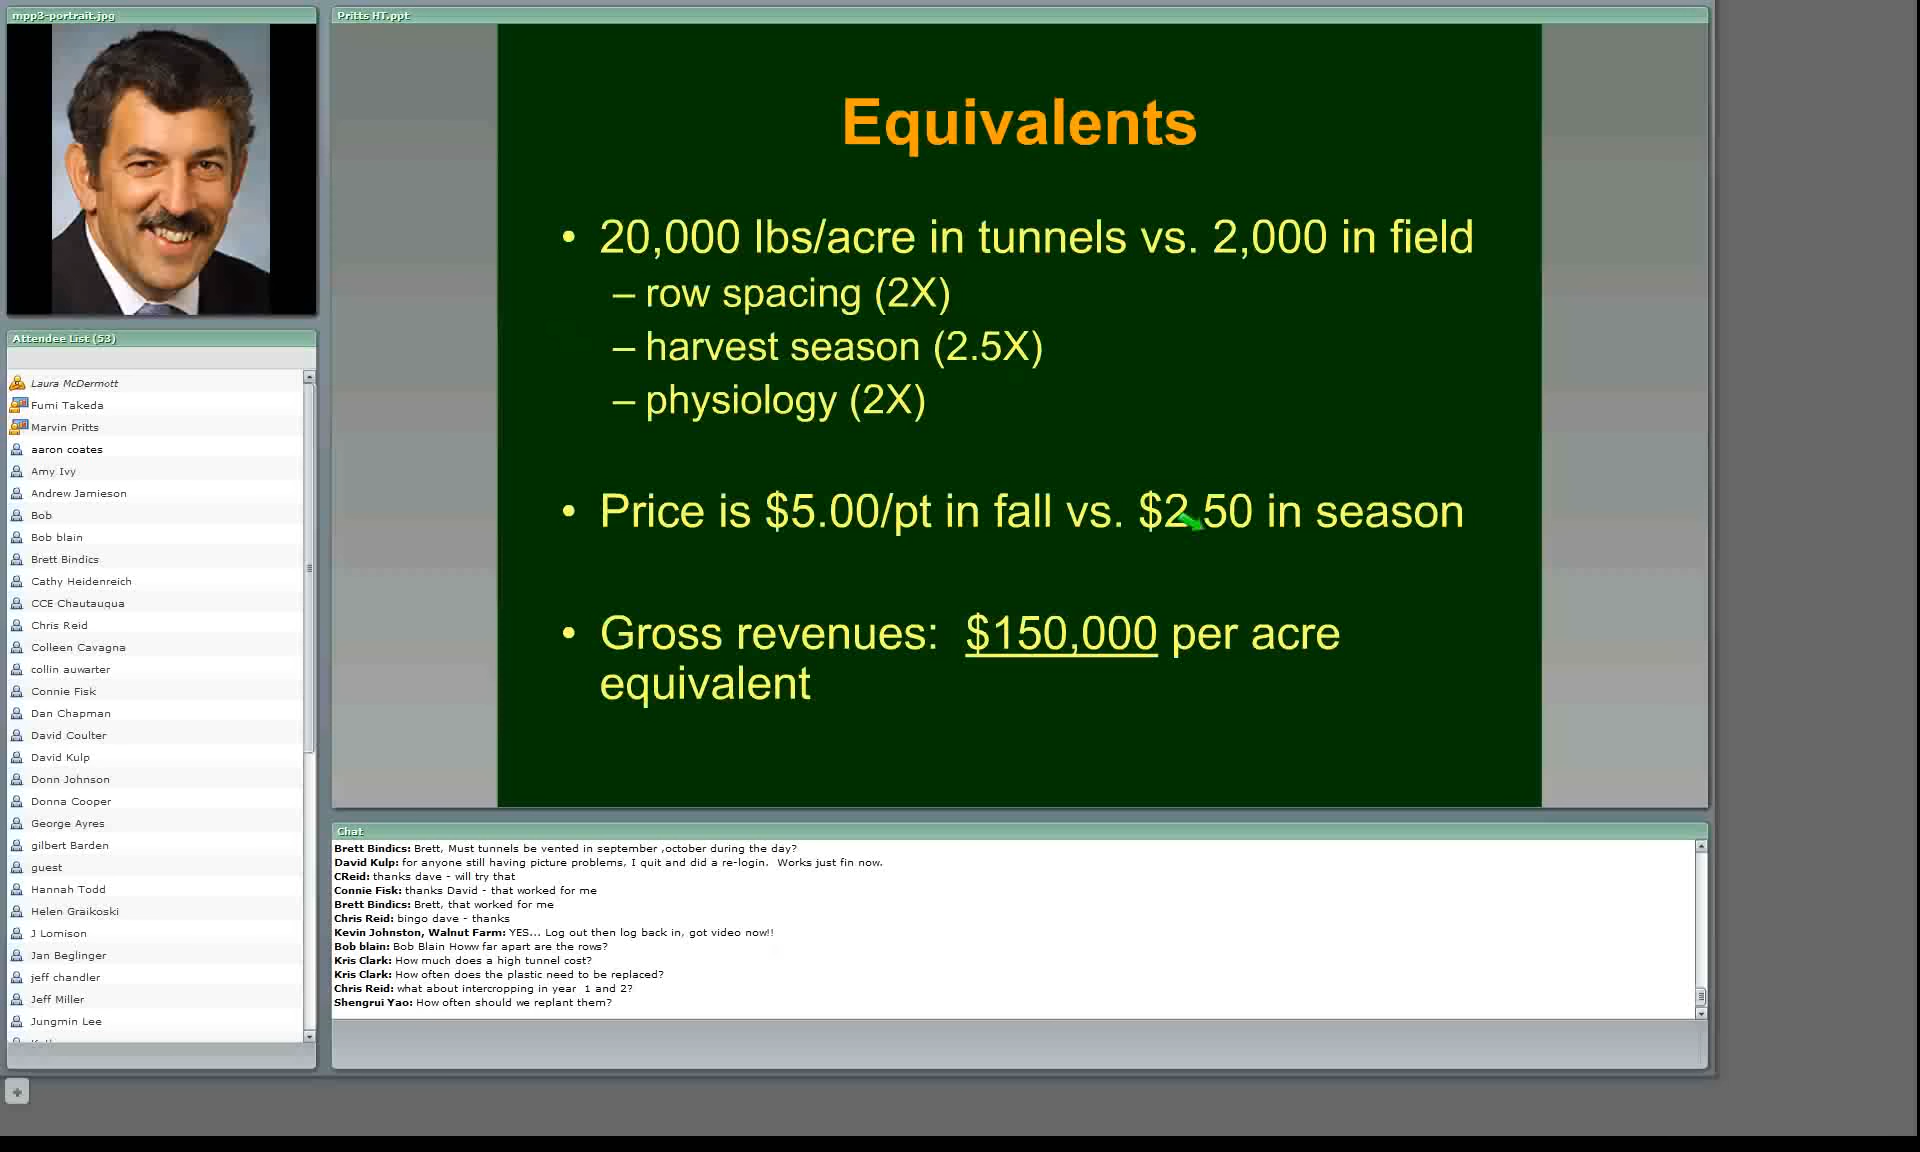 mpp3-portrait.jpg
Pritts HT.ppt
Equivalents
• 20,000 lbs/acre in tunnels vs. 2,000 in field
– row spacing (2X)
– harvest season (2.5X)
– physiology (2X)
• Price is $5.00/pt in fall vs. $2.50 in season
• Gross revenues: $150,000 per acre
equivalent
Attendee List (53)
Laura McDermott
Fumi Takeda
Marvin Pritts
aaron coates
Amy Ivy
Andrew Jamieson
Bob
Bob blain
Brett Bindics
Cathy Heidenreich
CCE Chautauqua
Chris Reid
Colleen Cavagna
collin auwarter
Connie Fisk
Dan Chapman
David Coulter
David Kulp
Donn Johnson
Donna Cooper
George Ayres
gilbert Barden
guest
Hannah Todd
Helen Graikoski
J Lomison
Jan Beglinger
jeff chandler
Jeff Miller
Jungmin Lee
Chat
Brett Bindics: Brett, Must tunnels be vented in september ,october during the day?
David Kulp: for anyone still having picture problems, I quit and did a re-login. Works just fin now.
CReid: thanks dave - will try that
Connie Fisk: thanks David - that worked for me
Brett Bindics: Brett, that worked for me
Chris Reid: bingo dave - thanks
Kevin Johnston, Walnut Farm: YES... Log out then log back in, got video now!!
Bob blain: Bob Blain Howw far apart are the rows?
Kris Clark: How much does a high tunnel cost?
Kris Clark: How often does the plastic need to be replaced?
Chris Reid: what about intercropping in year 1 and 2?
Shengrui Yao: How often should we replant them?